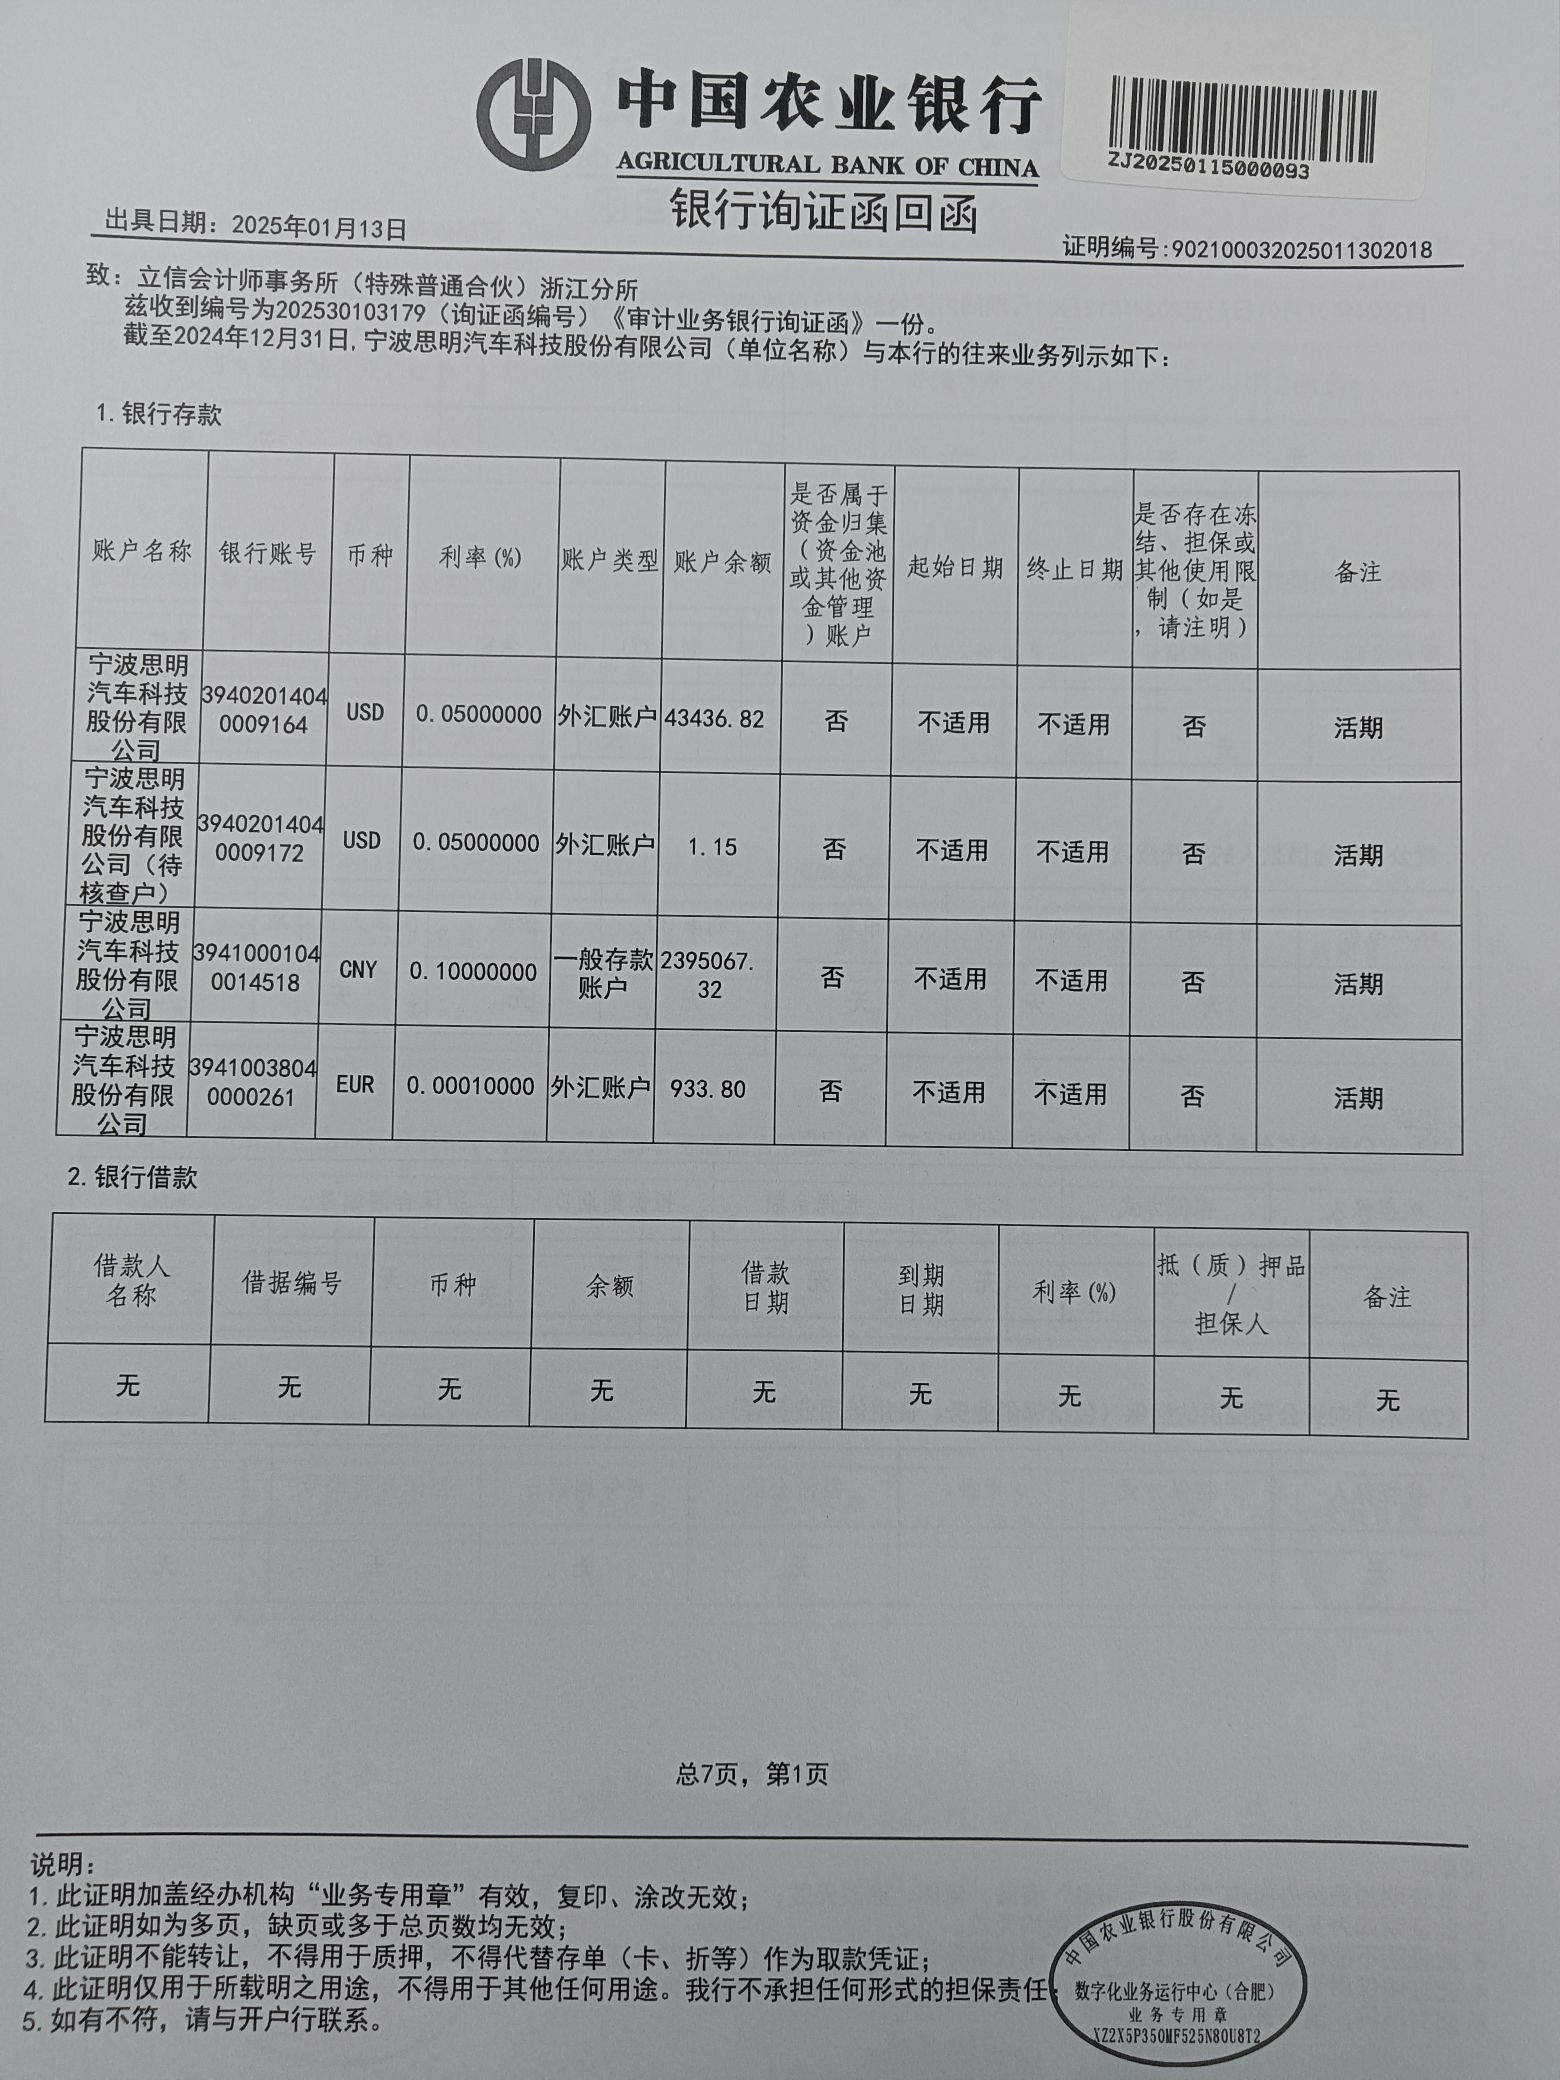 中国农业银行
AGRICULTURAL BANK OF CHINA
ZJ20250115000093
银行询证函回函
出具日期：2025年01月13日
证明编号:902100032025011302018
致：立信会计师事务所（特殊普通合伙）浙江分所
兹收到编号为202530103179（询证函编号）《审计业务银行询证函》一份。
截至2024年12月31日,宁波思明汽车科技股份有限公司（单位名称）与本行的往来业务列示如下：
1.银行存款
账户名称 银行账号 币种 利率(%) 账户类型 账户余额 是否属于资金归集（资金池或其他资金管理）账户 起始日期 终止日期 是否存在冻结、担保或其他使用限制（如是，请注明） 备注
宁波思明汽车科技股份有限公司 39402014040009164 USD 0.05000000 外汇账户 43436.82 否 不适用 不适用 否 活期
宁波思明汽车科技股份有限公司（待核查户） 39402014040009172 USD 0.05000000 外汇账户 1.15 否 不适用 不适用 否 活期
宁波思明汽车科技股份有限公司 39410001040014518 CNY 0.10000000 一般存款账户 2395067.32 否 不适用 不适用 否 活期
宁波思明汽车科技股份有限公司 39410038040000261 EUR 0.00010000 外汇账户 933.80 否 不适用 不适用 否 活期
2.银行借款
借款人名称 借据编号 币种 余额 借款日期 到期日期 利率(%) 抵（质）押品/担保人 备注
无 无 无 无 无 无 无 无 无
总7页，第1页
说明：
1.此证明加盖经办机构“业务专用章”有效，复印、涂改无效；
2.此证明如为多页，缺页或多于总页数均无效；
3.此证明不能转让，不得用于质押，不得代替存单（卡、折等）作为取款凭证；
4.此证明仅用于所载明之用途，不得用于其他任何用途。我行不承担任何形式的担保责任；
5.如有不符，请与开户行联系。
中国农业银行股份有限公司
数字化业务运行中心（合肥）
业务专用章
XZ2X5P350MF525N80U8T2